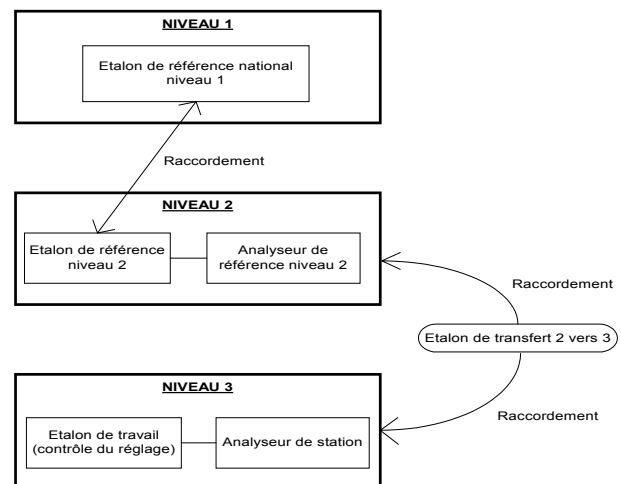 NIVEAU 1
Etalon de référence national
niveau 1
Raccordement
NIVEAU 2
Etalon de référence
niveau 2
Analyseur de
référence niveau 2
Raccordement
Etalon de transfert 2 vers 3
Raccordement
NIVEAU 3
Etalon de travail
(contrôle du réglage)
Analyseur de station